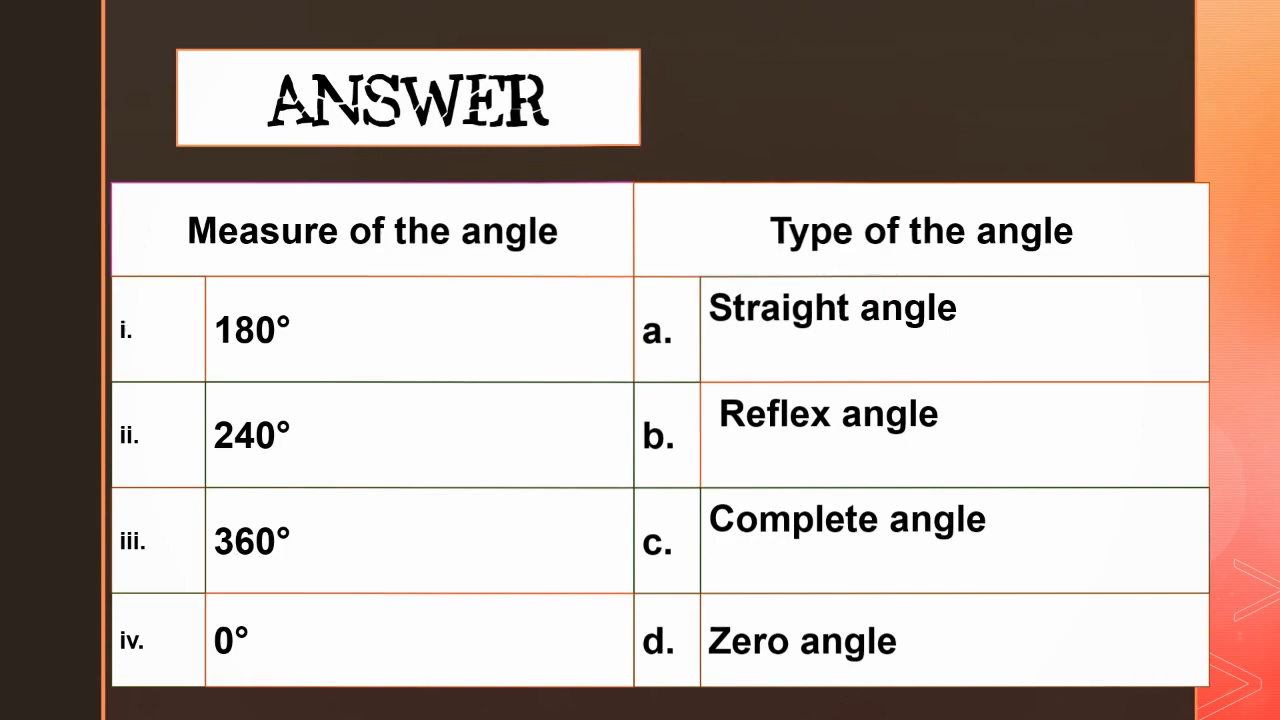 ANSWER
Measure of the angle Type of the angle
i. 180° a. Straight angle
ii. 240° b. Reflex angle
iii. 360° c. Complete angle
iv. 0° d. Zero angle